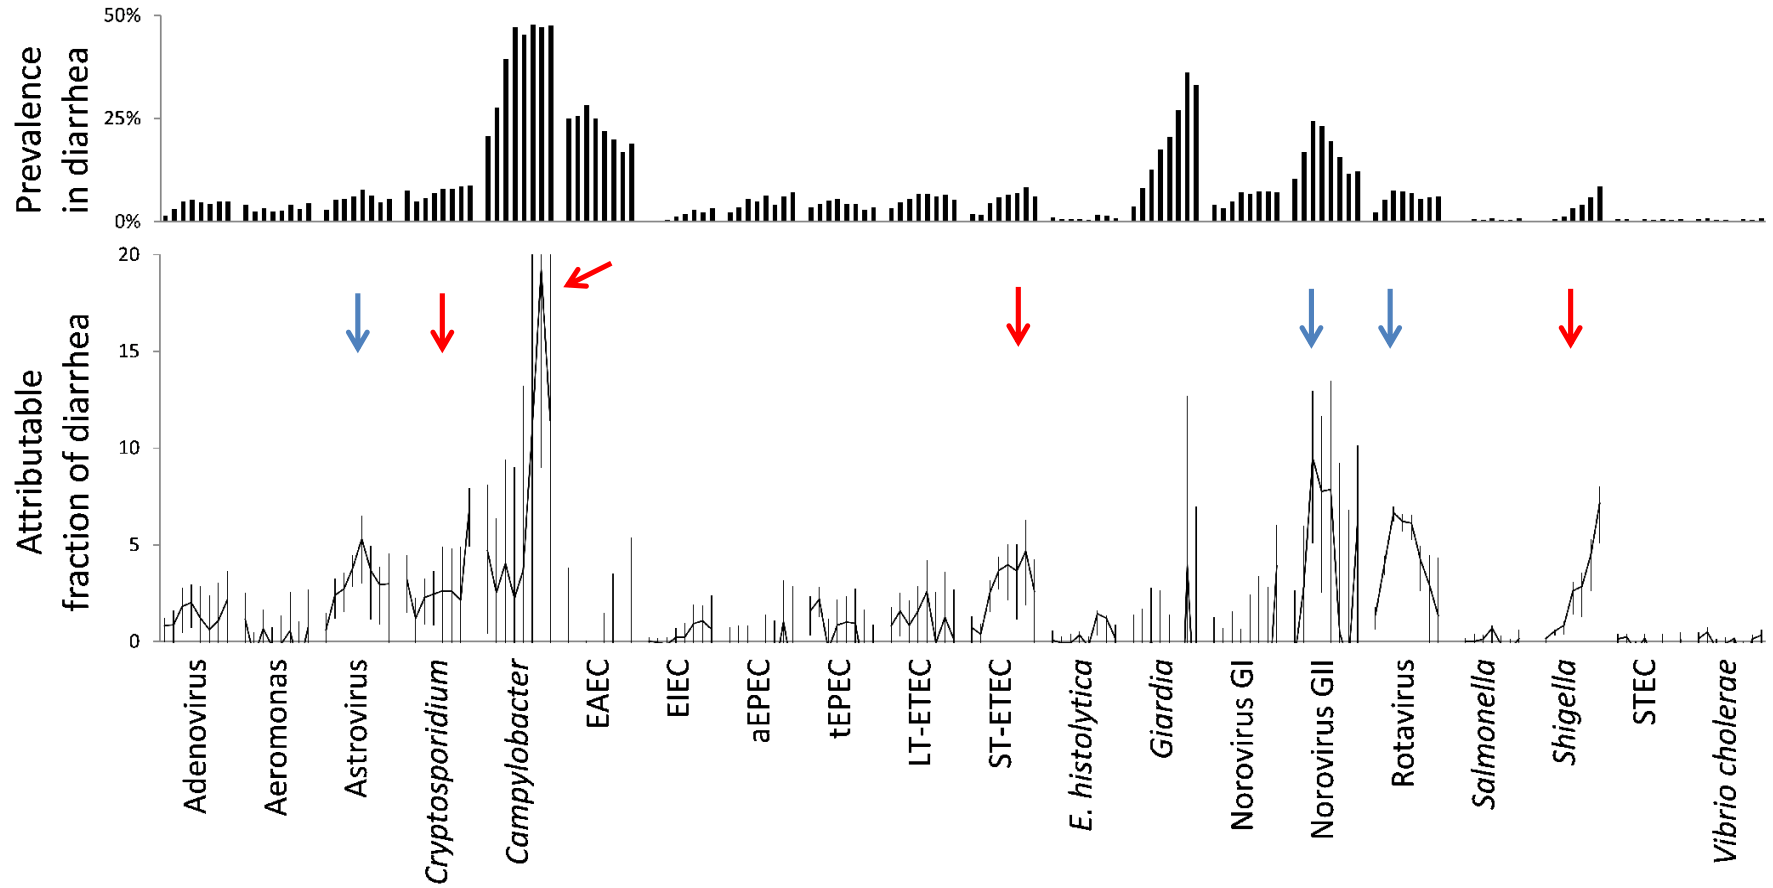 Prevalence
in diarrhea
50%
25%
0%
Attributable
fraction of diarrhea
20
15
10
5
0
Adenovirus
Aeromonas
Astrovirus
Cryptosporidium
Campylobacter
EAEC
EIEC
aEPEC
tEPEC
LT-ETEC
ST-ETEC
E. histolytica
Giardia
Norovirus GI
Norovirus GII
Rotavirus
Salmonella
Shigella
STEC
Vibrio cholerae